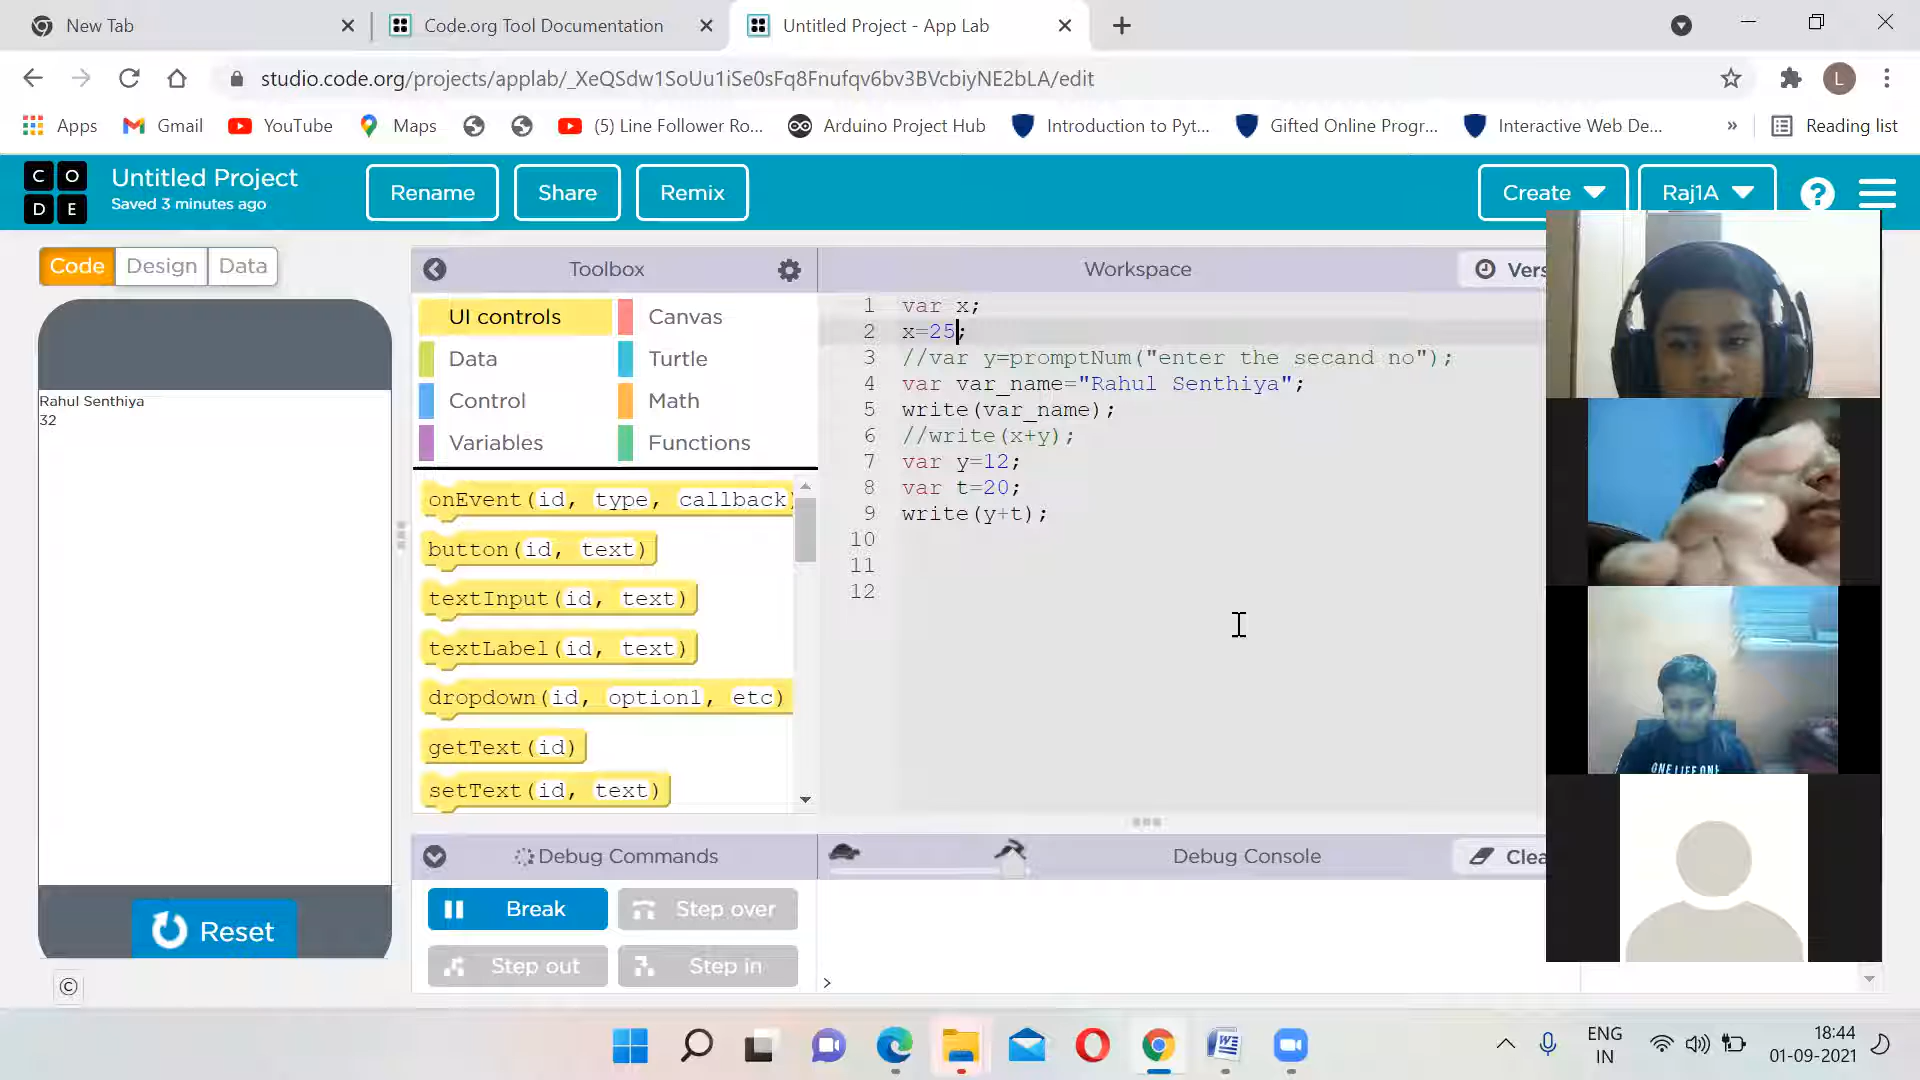 New Tab
Code.org Tool Documentation
Untitled Project - App Lab
studio.code.org/projects/applab/_XeQSdw1SoUu1iSe0sFq8Fnufqv6bv3BVcbiyNE2bLA/edit
L
Apps
Gmail
YouTube
Maps
(5) Line Follower Ro...
Arduino Project Hub
Introduction to Pyt...
Gifted Online Progr...
Interactive Web De...
»
Reading list
C O
D E
Untitled Project
Saved 3 minutes ago
Rename
Share
Remix
Create
Raj1A
?
Code
Design
Data
Toolbox
Workspace
Vers
Rahul Senthiya
32
Reset
©
UI controls
Canvas
Data
Turtle
Control
Math
Variables
Functions
onEvent(id, type, callback)
button(id, text)
textInput(id, text)
textLabel(id, text)
dropdown(id, option1, etc)
getText(id)
setText(id, text)
1 var x;
2 x=25;
3 //var y=promptNum("enter the secand no");
4 var var_name="Rahul Senthiya";
5 write(var_name);
6 //write(x+y);
7 var y=12;
8 var t=20;
9 write(y+t);
10
11
12
Debug Commands
Debug Console
Clea
Break
Step over
Step out
Step in
>
ONE LIFE ONE
ENG
IN
18:44
01-09-2021